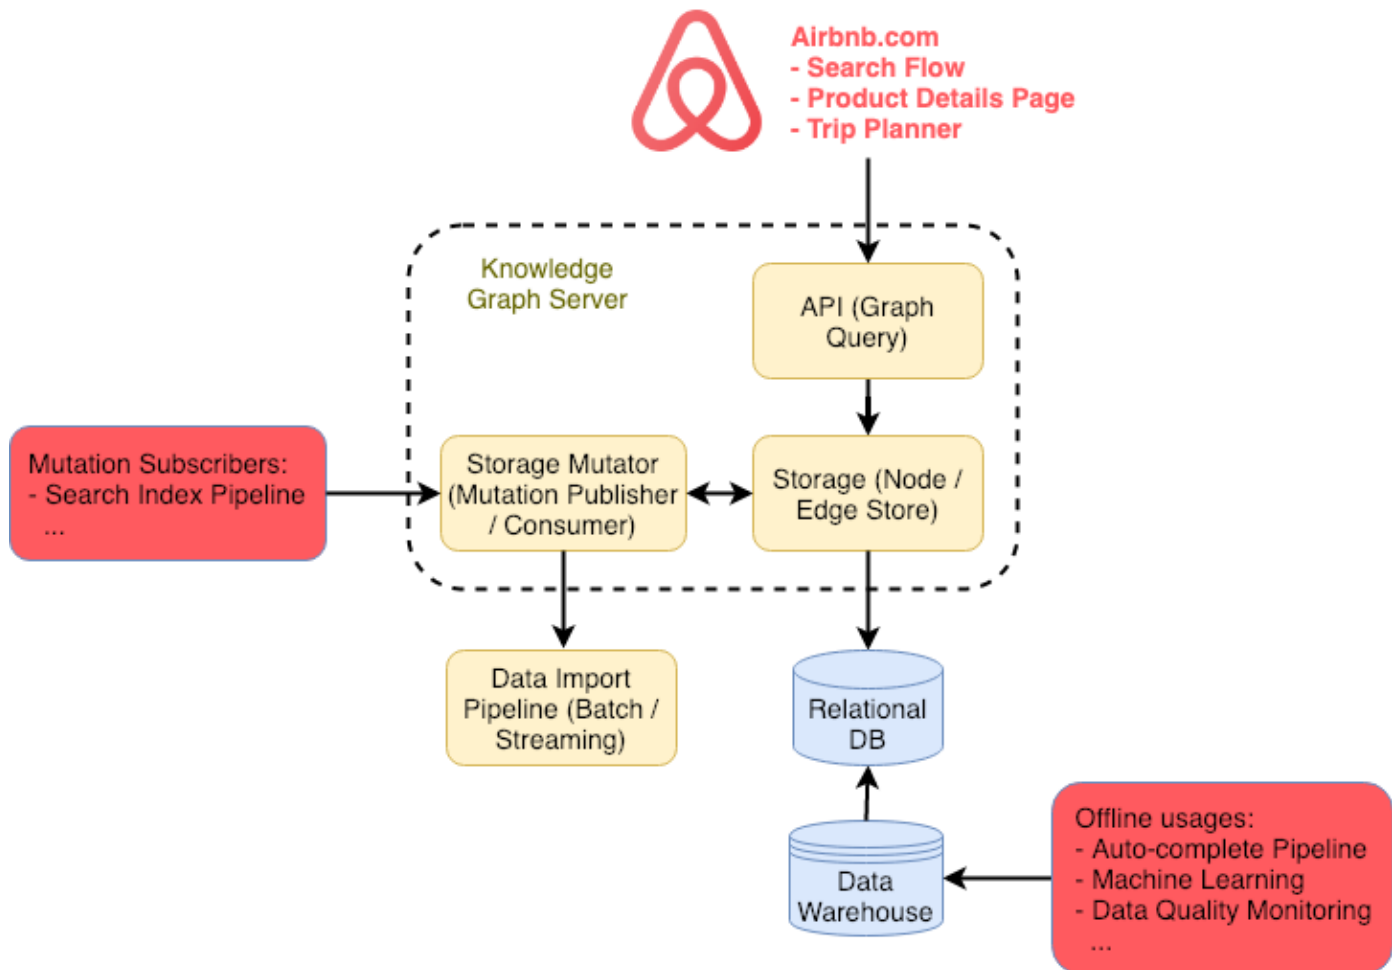 Airbnb.com
- Search Flow
- Product Details Page
- Trip Planner
Knowledge
Graph Server
API (Graph
Query)
Mutation Subscribers:
- Search Index Pipeline
...
Storage Mutator
(Mutation Publisher
/ Consumer)
Storage (Node /
Edge Store)
Data Import
Pipeline (Batch /
Streaming)
Relational
DB
Data
Warehouse
Offline usages:
- Auto-complete Pipeline
- Machine Learning
- Data Quality Monitoring
...